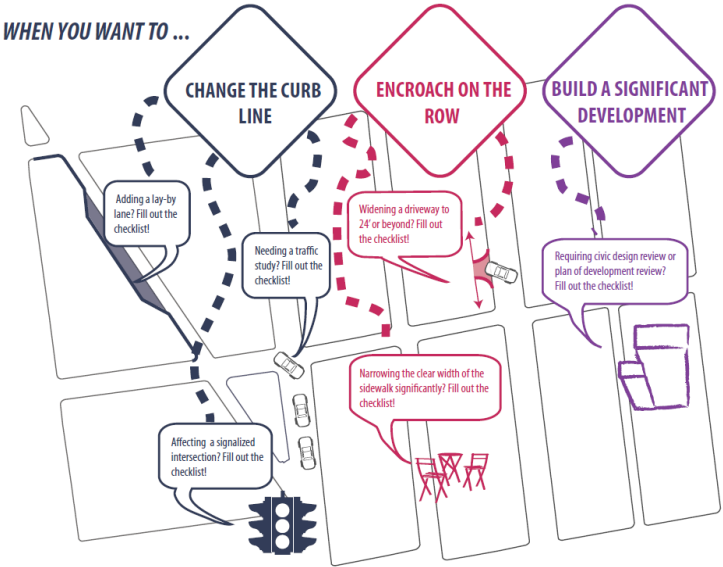 WHEN YOU WANT TO ...
CHANGE THE CURB
LINE
ENCROACH ON THE
ROW
BUILD A SIGNIFICANT
DEVELOPMENT
Adding a lay-by
lane? Fill out the
checklist!
Needing a traffic
study? Fill out the
checklist!
Widening a driveway to
24' or beyond? Fill out
the checklist!
Requiring civic design review or
plan of development review?
Fill out the checklist!
Narrowing the clear width of the
sidewalk significantly? Fill out the
checklist!
Affecting a signalized
intersection? Fill out the
checklist!